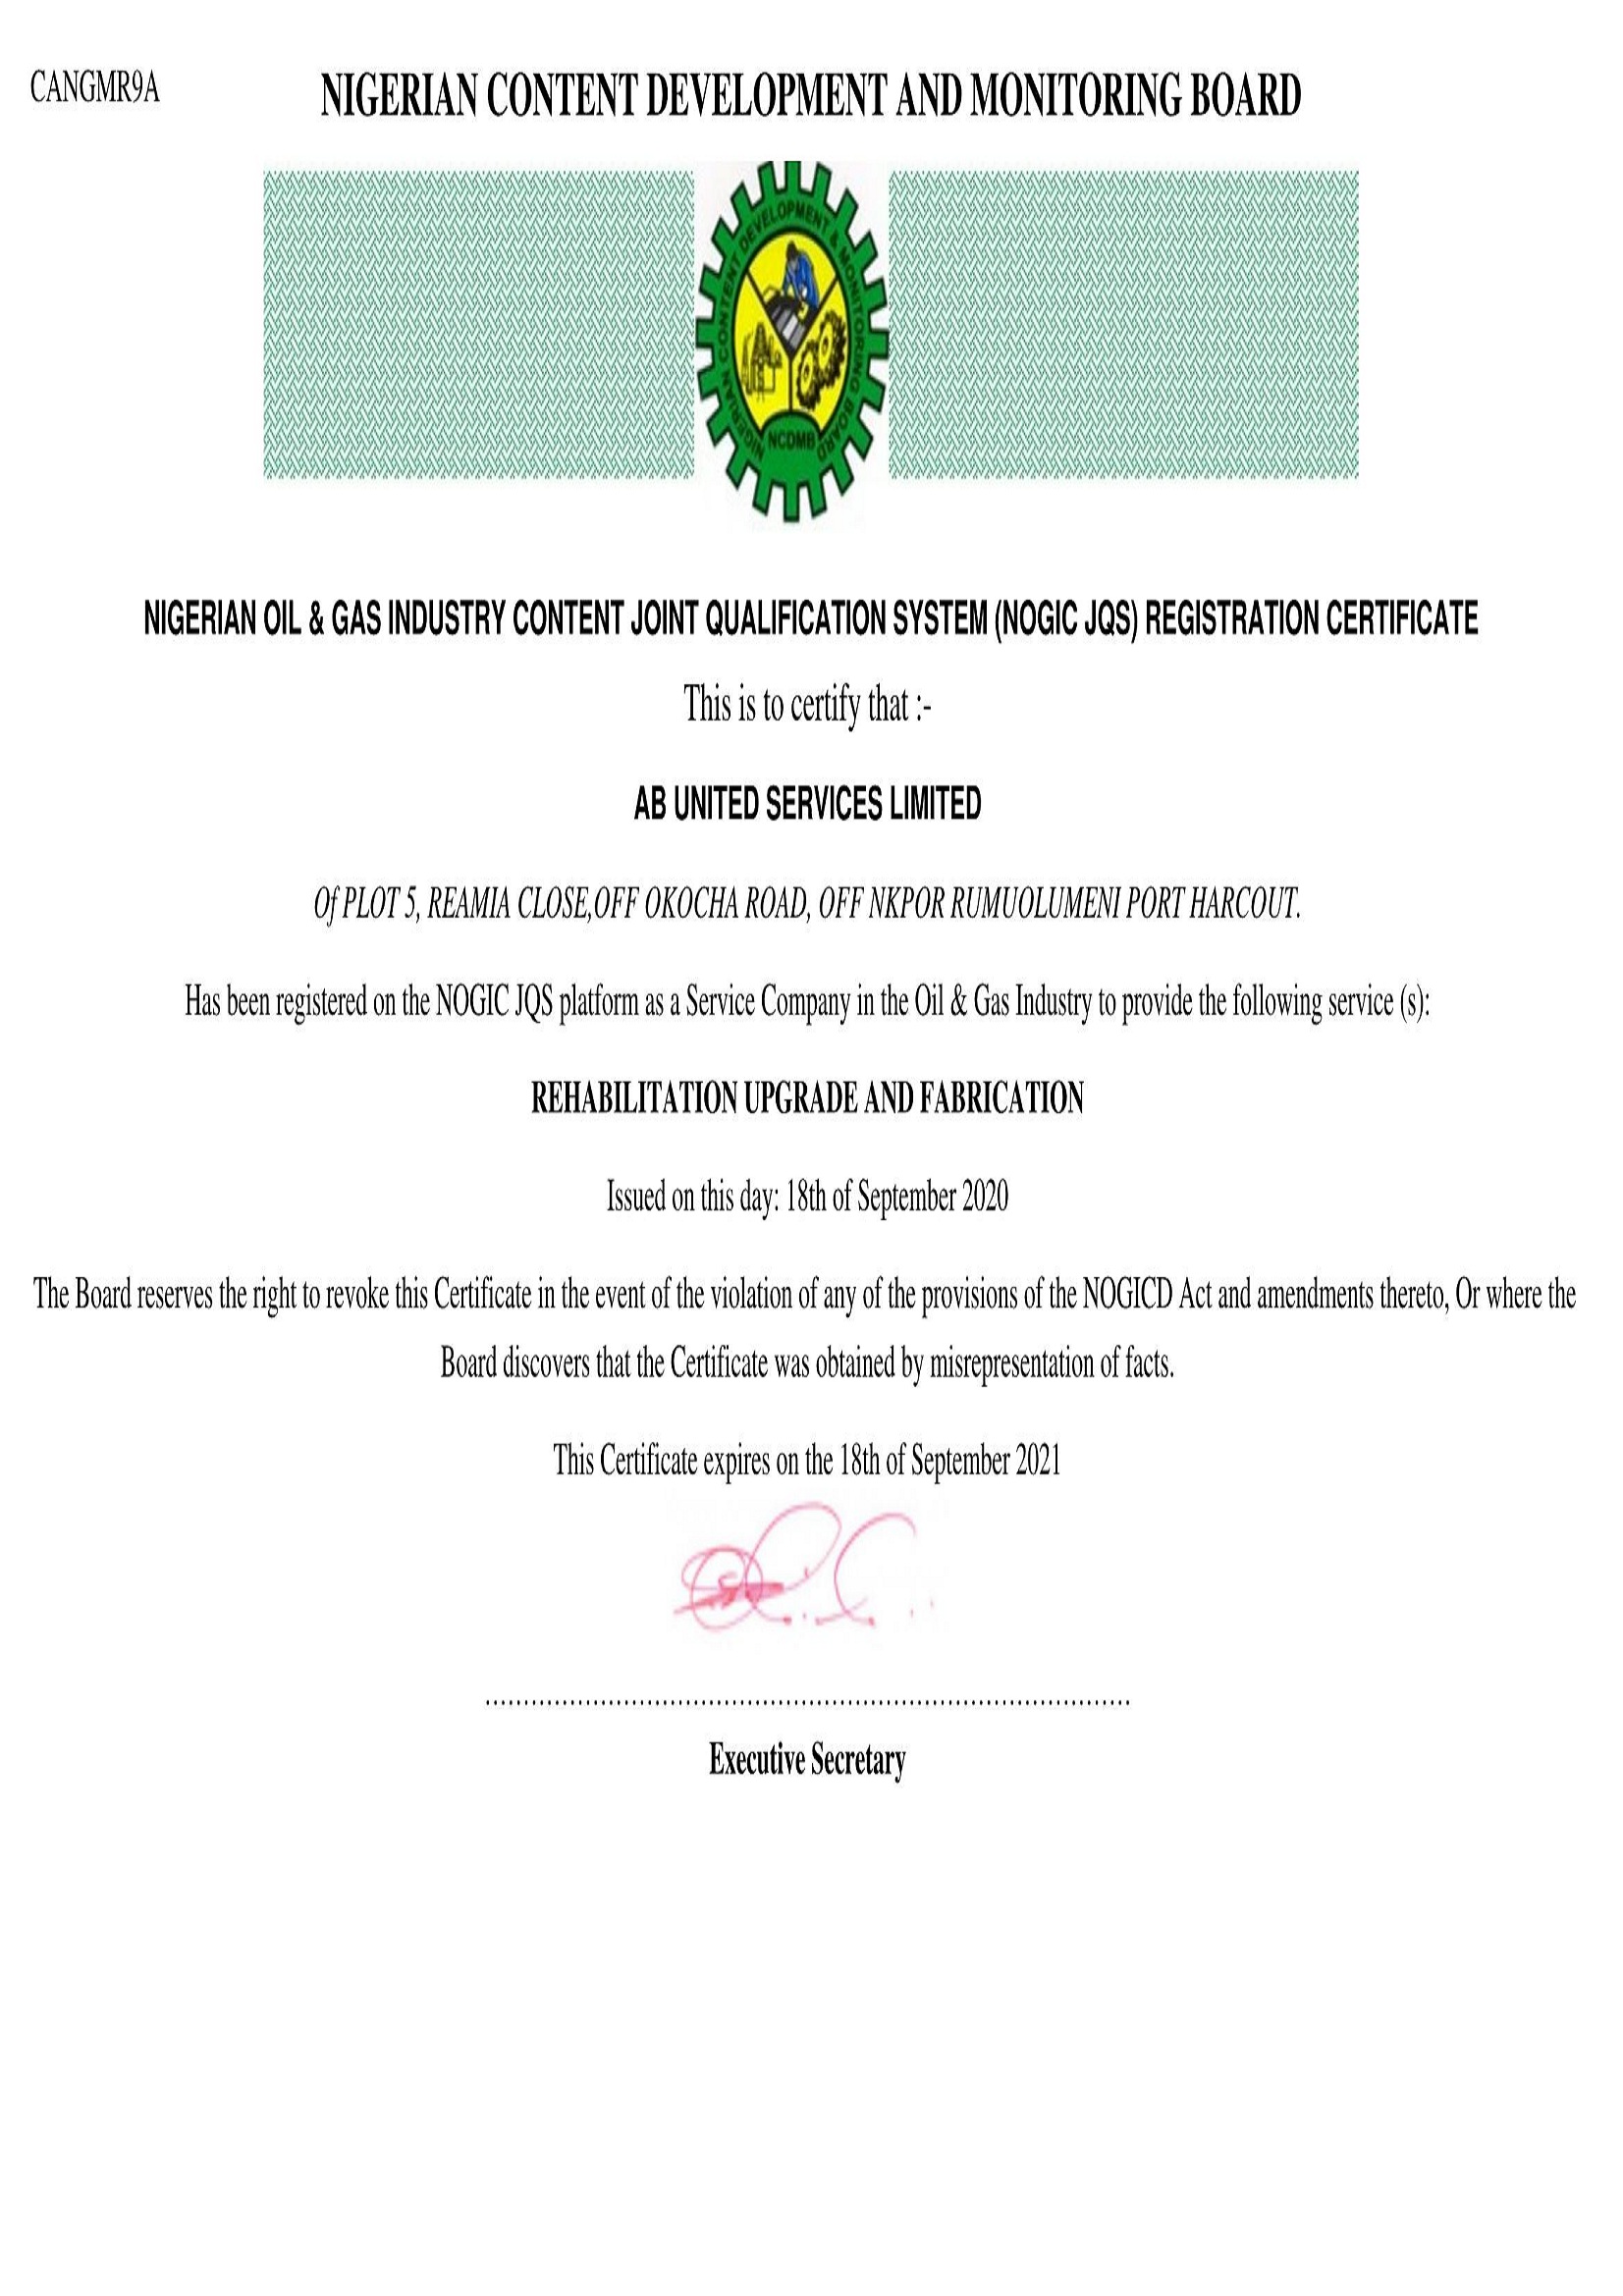 CANGMR9A
NIGERIAN CONTENT DEVELOPMENT AND MONITORING BOARD
NIGERIAN CONTENT DEVELOPMENT & MONITORING BOARD
NCDMB
NIGERIAN OIL & GAS INDUSTRY CONTENT JOINT QUALIFICATION SYSTEM (NOGIC JQS) REGISTRATION CERTIFICATE
This is to certify that :-
AB UNITED SERVICES LIMITED
Of PLOT 5, REAMIA CLOSE,OFF OKOCHA ROAD, OFF NKPOR RUMUOLUMENI PORT HARCOUT.
Has been registered on the NOGIC JQS platform as a Service Company in the Oil & Gas Industry to provide the following service (s):
REHABILITATION UPGRADE AND FABRICATION
Issued on this day: 18th of September 2020
The Board reserves the right to revoke this Certificate in the event of the violation of any of the provisions of the NOGICD Act and amendments thereto, Or where the
Board discovers that the Certificate was obtained by misrepresentation of facts.
This Certificate expires on the 18th of September 2021
....................................................................................
Executive Secretary